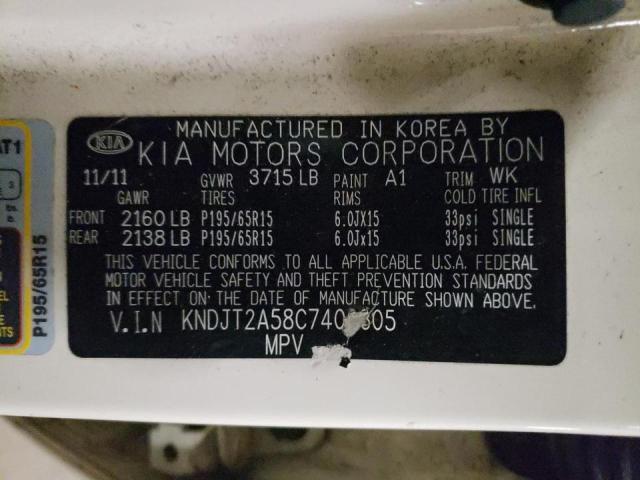 MANUFACTURED IN KOREA BY
KIA KIA MOTORS CORPORATION
11/11 GVWR 3715 LB PAINT A1 TRIM WK
GAWR TIRES RIMS COLD TIRE INFL
FRONT 2160 LB P195/65R15 6.0JX15 33psi SINGLE
REAR 2138 LB P195/65R15 6.0Jx15 33psi SINGLE
THIS VEHICLE CONFORMS TO ALL APPLICABLE U.S.A. FEDERAL
MOTOR VEHICLE SAFETY AND THEFT PREVENTION STANDARDS
IN EFFECT ON THE DATE OF MANUFACTURE SHOWN ABOVE.
V.I.N
MPV
P195/65R15